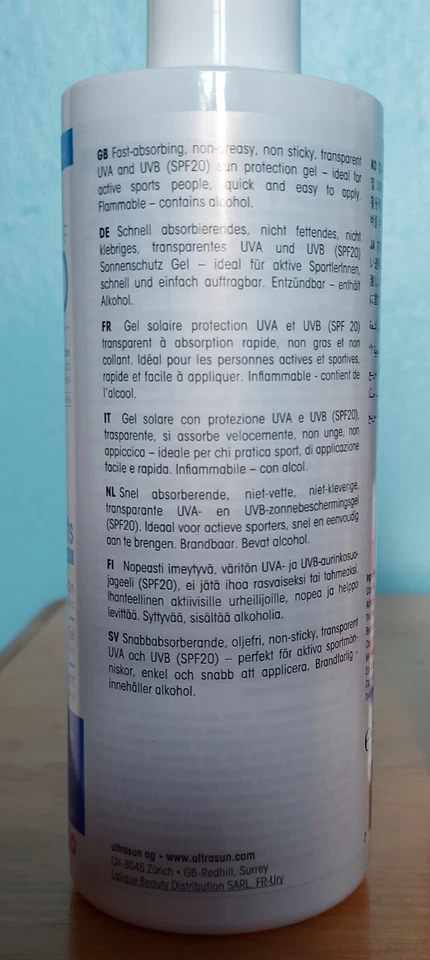 GB Fast-absorbing, non-greasy, non sticky, transparent
UVA and UVB (SPF20) sun protection gel – ideal for
active sports people, quick and easy to apply.
Flammable – contains alcohol.
DE Schnell absorbierendes, nicht fettendes, nicht
klebriges, transparentes UVA und UVB (SPF20)
Sonnenschutz Gel – ideal für aktive SportlerInnen,
schnell und einfach auftragbar. Entzündbar – enthält
Alkohol.
FR Gel solaire protection UVA et UVB (SPF 20)
transparent à absorption rapide, non gras et non
collant. Idéal pour les personnes actives et sportives,
rapide et facile à appliquer. Inflammable - contient de
l'alcool.
IT Gel solare con protezione UVA e UVB (SPF20),
trasparente, si assorbe velocemente, non unge, non
appiccica – ideale per chi pratica sport, di applicazione
facile e rapida. Infiammabile – con alcol.
NL Snel absorberende, niet-vette, niet-kleverige,
transparante UVA- en UVB-zonnebeschermingsgel
(SPF20). Ideaal voor actieve sporters, snel en eenvoudig
aan te brengen. Brandbaar. Bevat alcohol.
FI Nopeasti imeytyvä, väritön UVA- ja UVB-aurinkosuo-
jageeli (SPF20), ei jätä ihoa rasvaiseksi tai tahmeaksi.
Ihanteellinen aktiivisille urheilijoille, nopea ja helppo
levittää. Syttyvää, sisältää alkoholia.
SV Snabbabsorberande, oljefri, non-sticky, transparent
UVA och UVB (SPF20) – perfekt för aktiva sportmän-
niskor, enkel och snabb att applicera. Brandfarlig -
innehåller alkohol.
ultrasun ag • www.ultrasun.com
CH-8045 Zürich • GB-Redhill, Surrey
Lalique Beauty Distribution SARL, FR-Ury